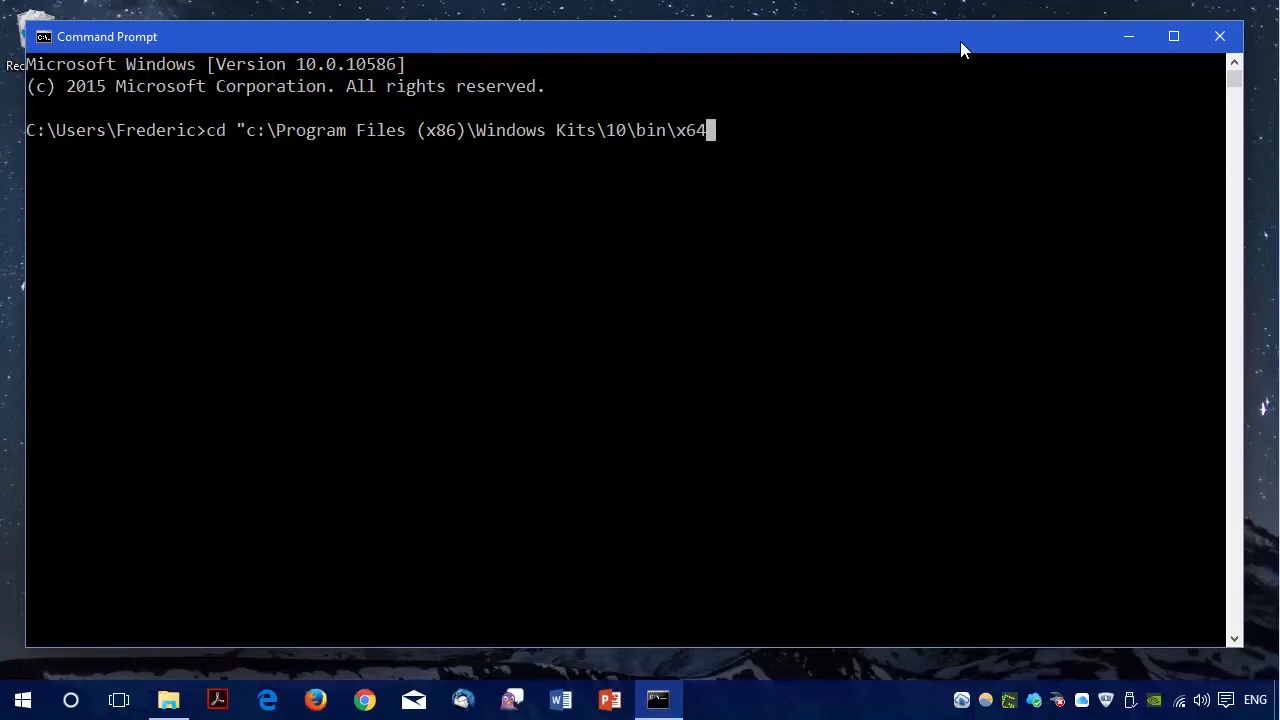 Command Prompt
Rec
Microsoft Windows [Version 10.0.10586]
(c) 2015 Microsoft Corporation. All rights reserved.
C:\Users\Frederic>cd "c:\Program Files (x86)\Windows Kits\10\bin\x64
ENG